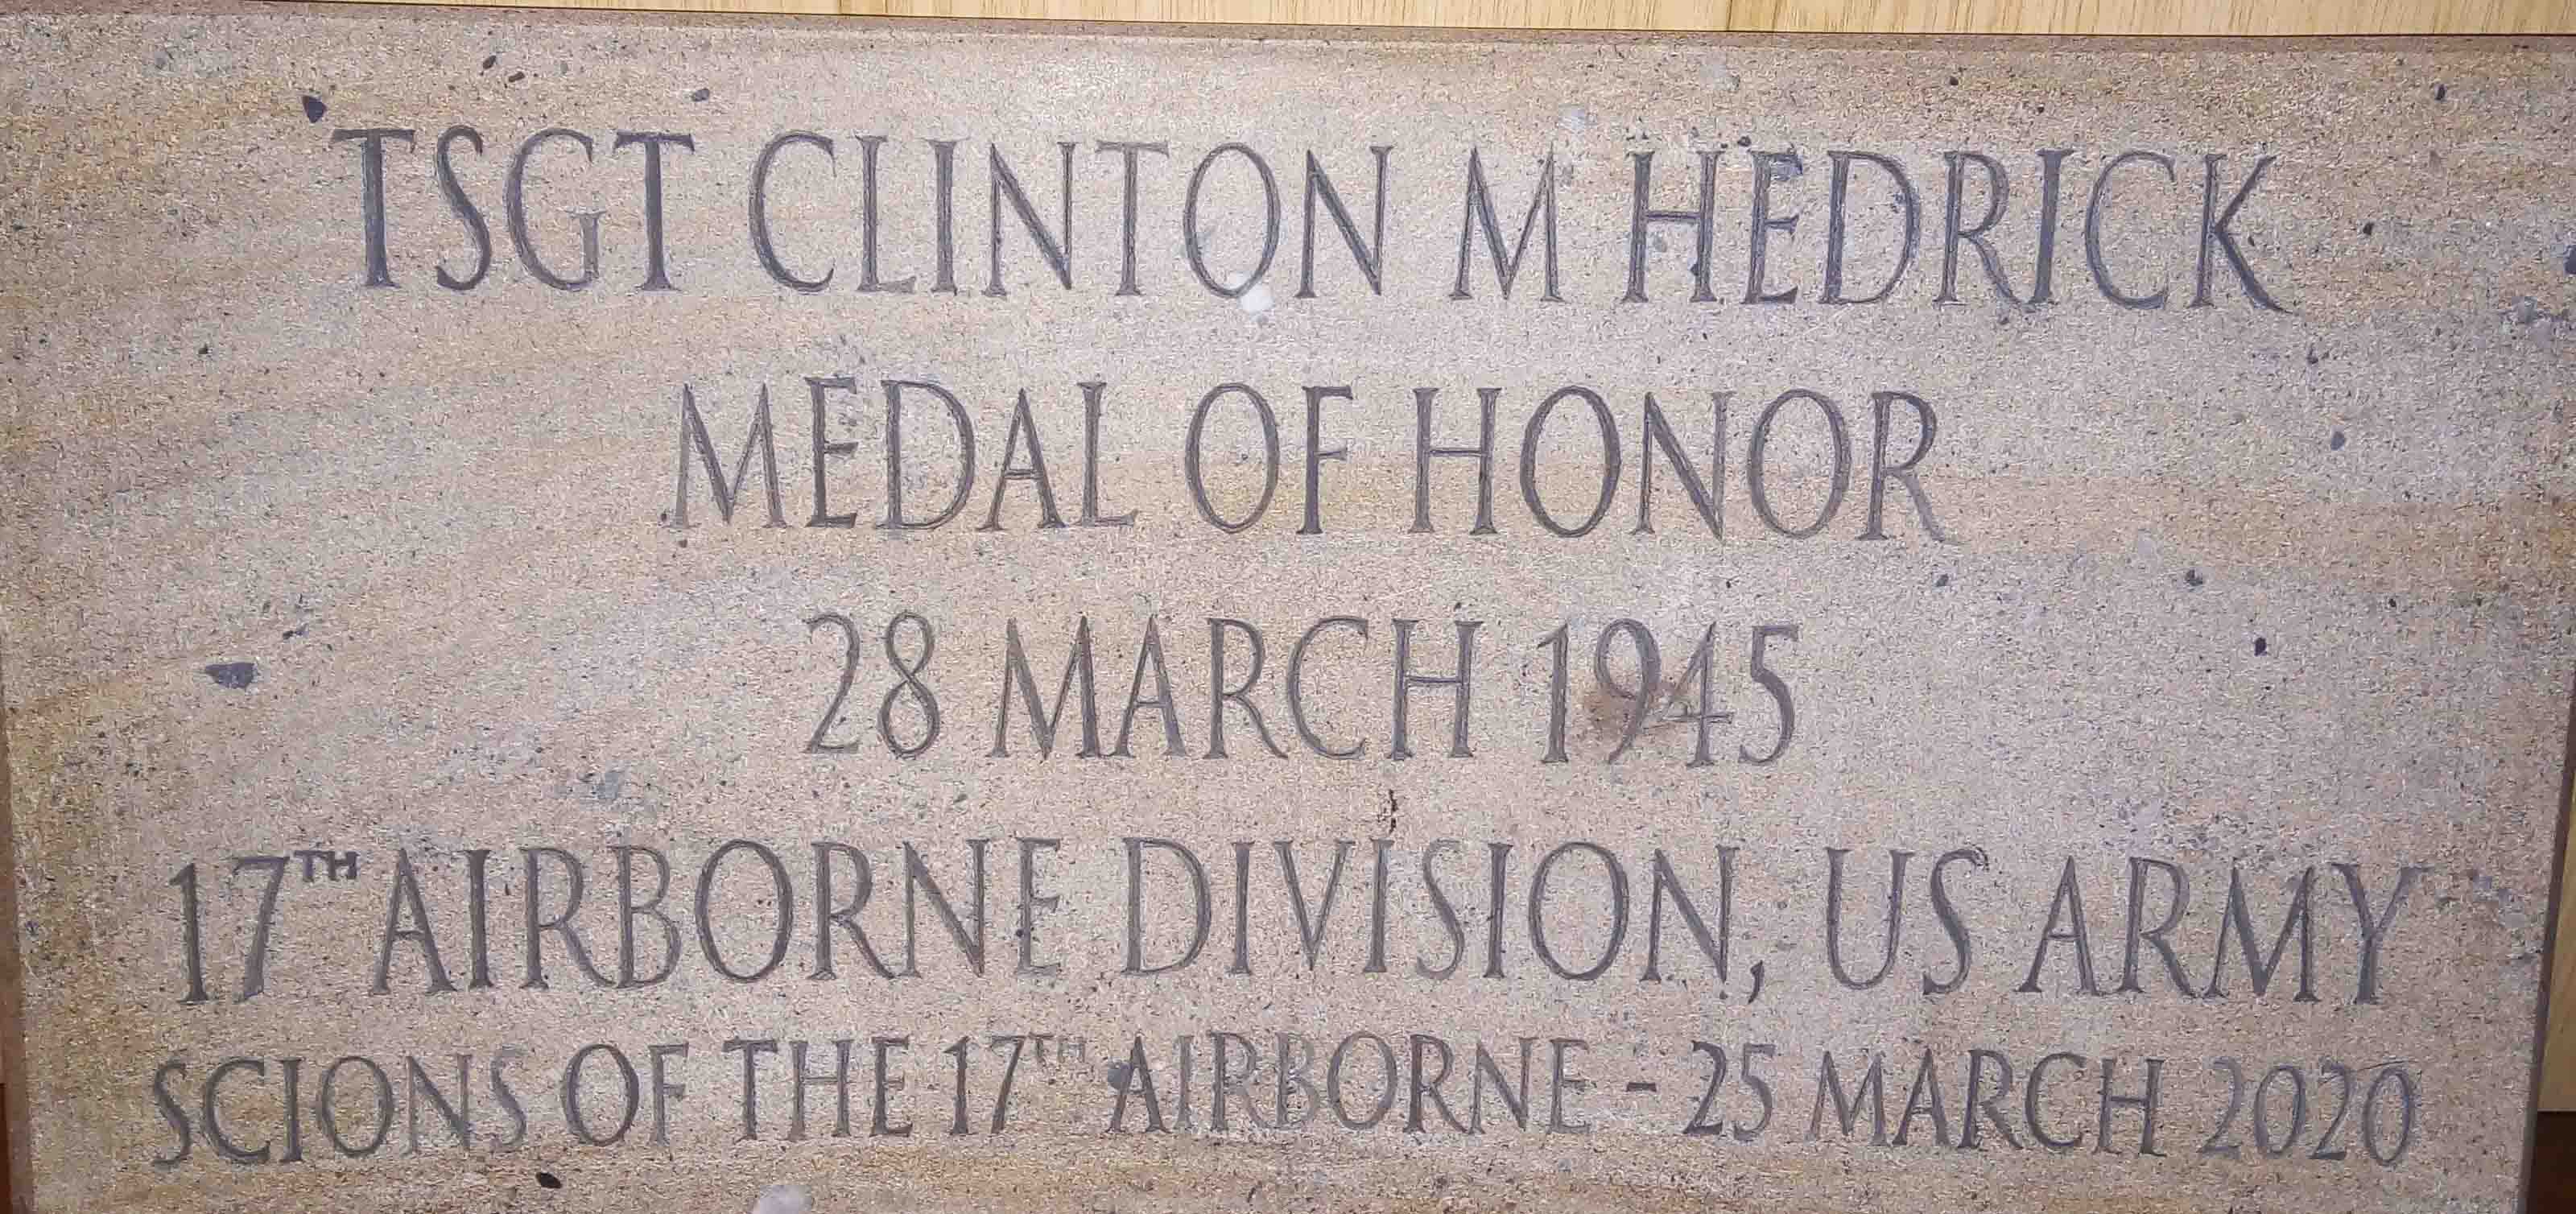 TSGT CLINTON M HEDRICK
MEDAL OF HONOR
28 MARCH 1945
17TH AIRBORNE DIVISION, US ARMY
SCIONS OF THE 17TH AIRBORNE - 25 MARCH 2020